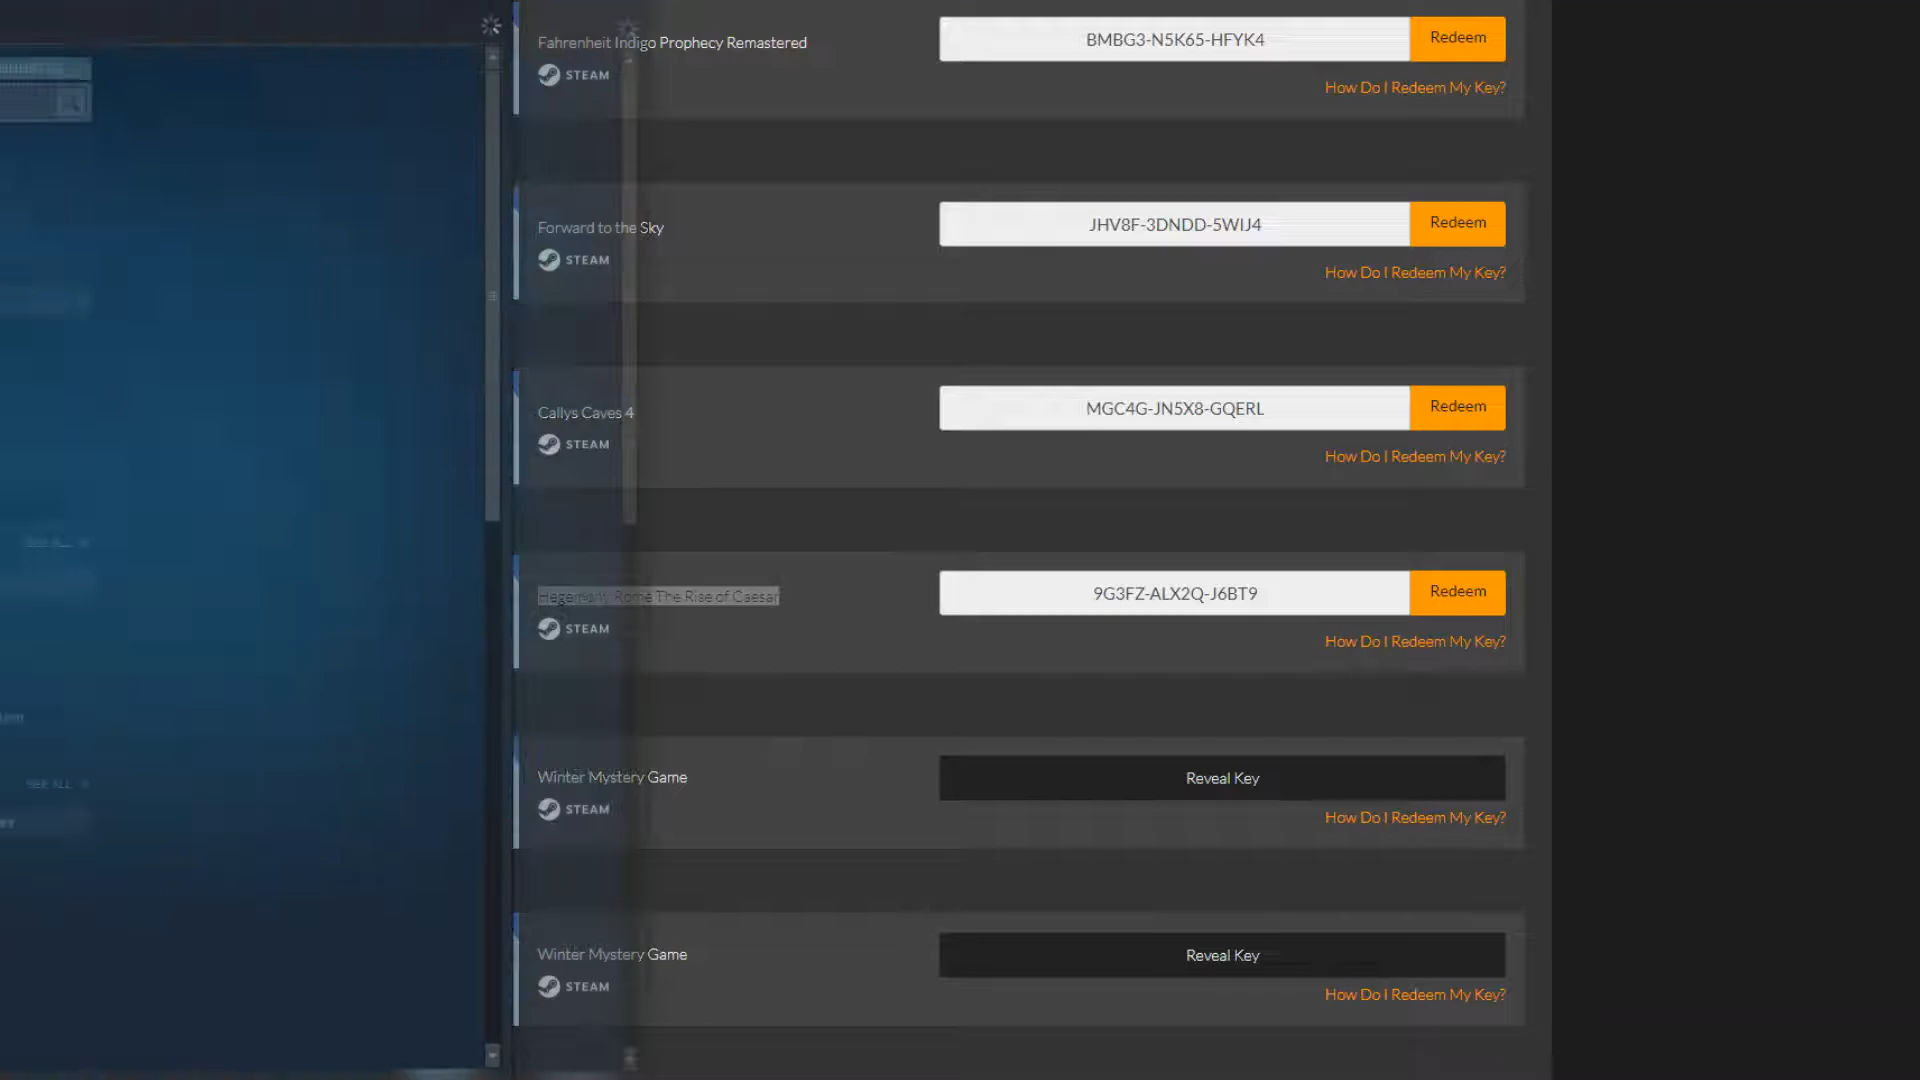 Fahrenheit Indigo Prophecy Remastered
BMBG3-N5K65-HFYK4
Redeem
STEAM
How Do I Redeem My Key?
Forward to the Sky
JHV8F-3DNDD-5WIJ4
Redeem
STEAM
How Do I Redeem My Key?
Callys Caves 4
MGC4G-JN5X8-GQERL
Redeem
STEAM
How Do I Redeem My Key?
Hegemony Rome The Rise of Caesar
9G3FZ-ALX2Q-J6BT9
Redeem
STEAM
How Do I Redeem My Key?
Winter Mystery Game
Reveal Key
STEAM
How Do I Redeem My Key?
SEE ALL
Winter Mystery Game
Reveal Key
STEAM
How Do I Redeem My Key?